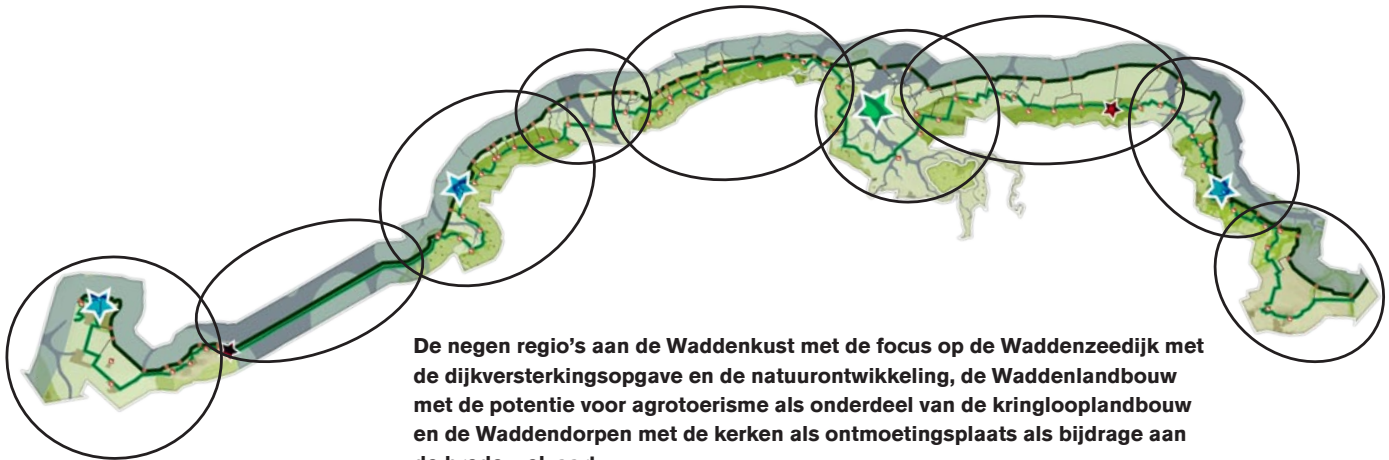 De negen regio's aan de Waddenkust met de focus op de Waddenzeedijk met
de dijkversterkingsopgave en de natuurontwikkeling, de Waddenlandbouw
met de potentie voor agrotoerisme als onderdeel van de kringlooplandbouw
en de Waddendorpen met de kerken als ontmoetingsplaats als bijdrage aan